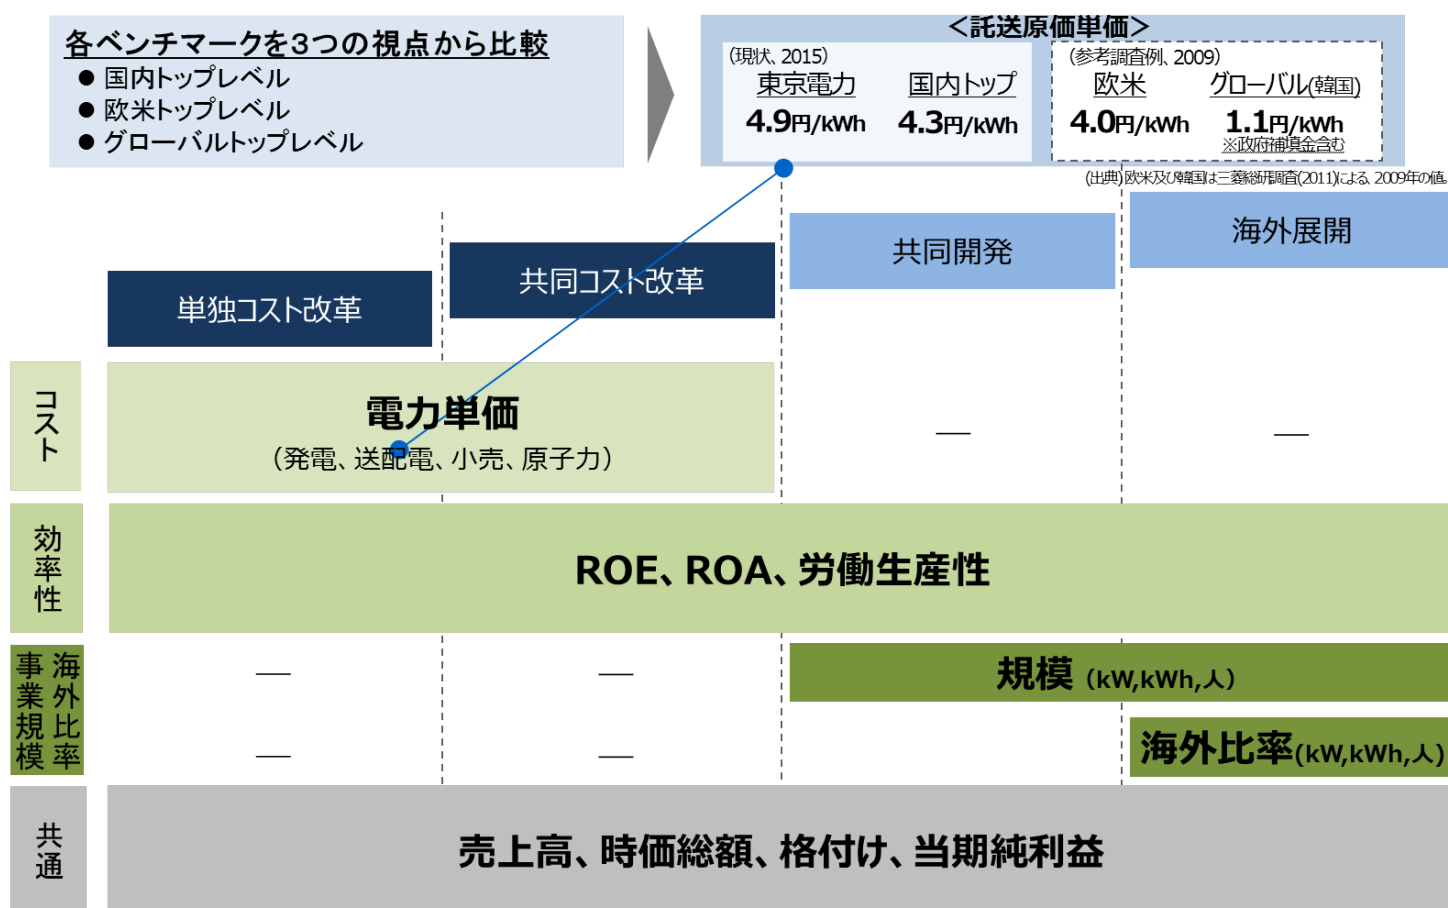 各ベンチマークを3つの視点から比較
● 国内トップレベル
● 欧米トップレベル
● グローバルトップレベル
＜託送原価単価＞
(現状、2015)
東京電力
国内トップ
4.9円/kWh
4.3円/kWh
(参考調査例、2009)
欧米
グローバル(韓国)
4.0円/kWh
1.1円/kWh
※政府補填金含む
(出典)欧米及び韓国は三菱総研調査(2011)による、2009年の値。
単独コスト改革
共同コスト改革
共同開発
海外展開
コスト
電力単価
（発電、送配電、小売、原子力）
―
―
効率性
ROE、ROA、労働生産性
海外比率
事業規模
―
―
規模（kW,kWh,人）
―
―
海外比率(kW,kWh,人)
共通
売上高、時価総額、格付け、当期純利益